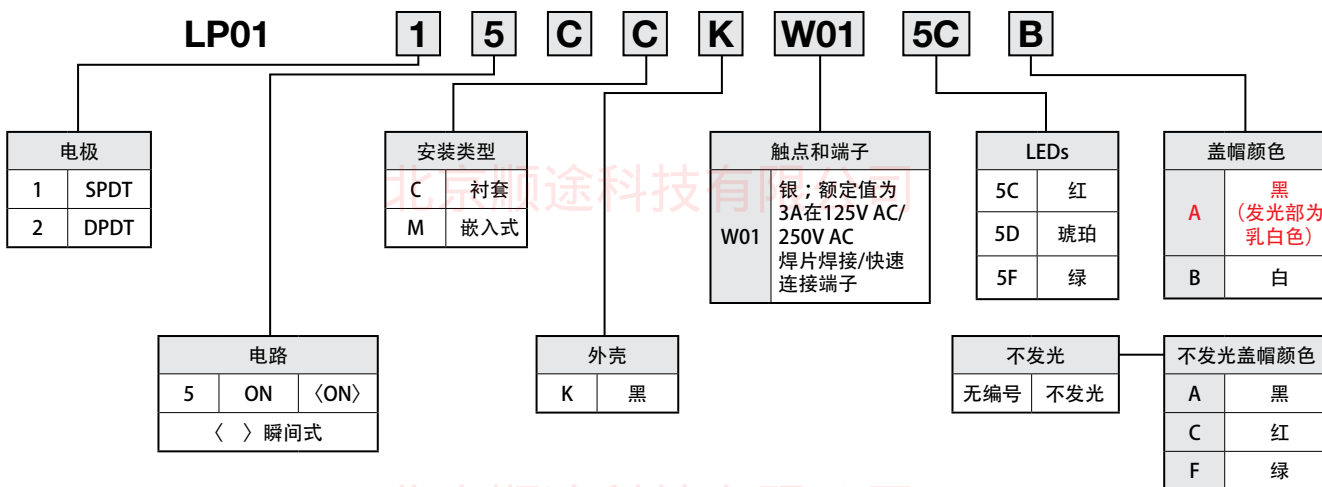 LP01 1 5 C C K W01 5C B
电极
1 SPDT
2 DPDT
安装类型
C 衬套
M 嵌入式
触点和端子
W01 银；额定值为
3A在125V AC/
250V AC
焊片焊接/快速
连接端子
LEDs
5C 红
5D 琥珀
5F 绿
盖帽颜色
A 黑
（发光部为
乳白色）
B 白
北京顺途科技有限公司
电路
5 ON 〈ON〉
〈 〉瞬间式
外壳
K 黑
不发光
无编号 不发光
不发光盖帽颜色
A 黑
C 红
F 绿